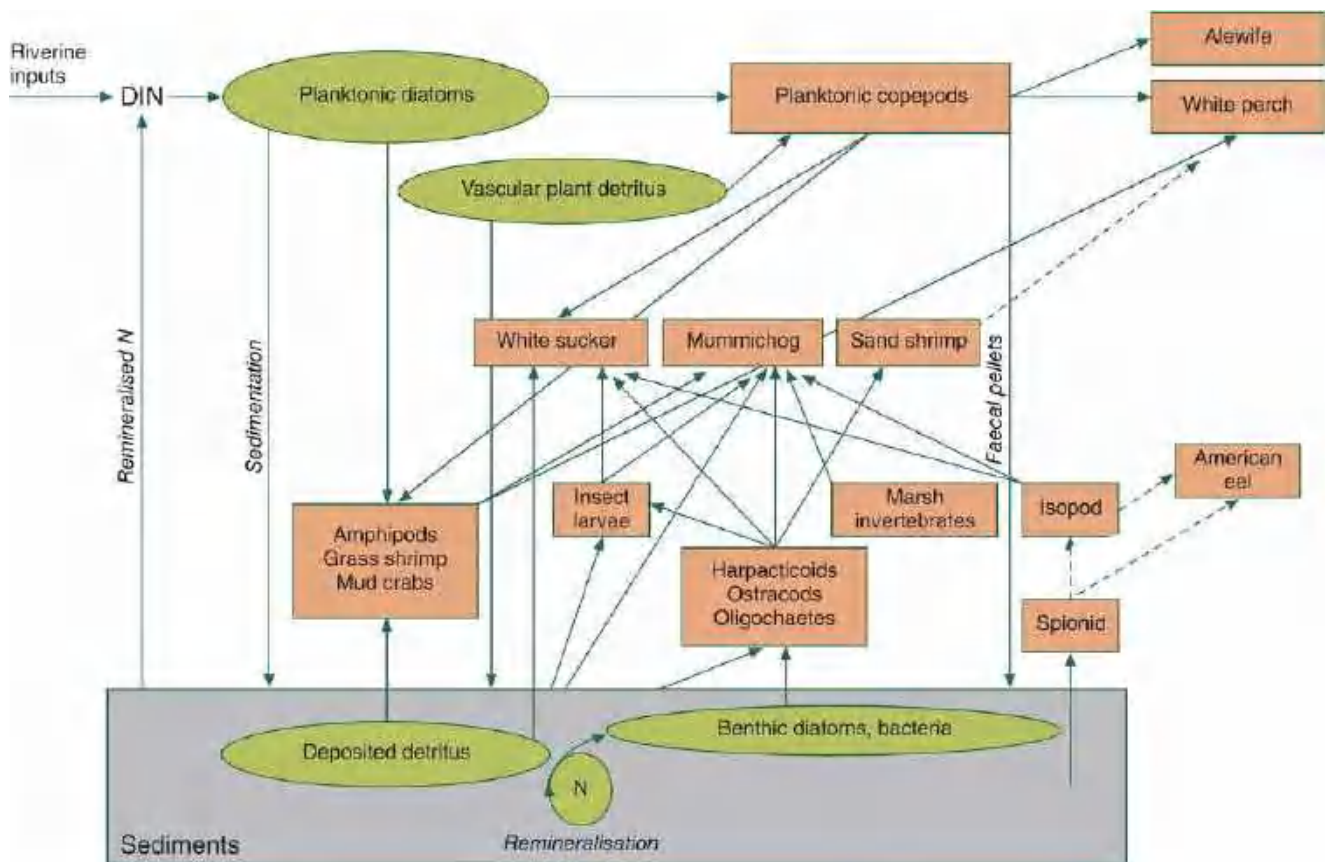 Riverine
inputs
DIN
Planktonic diatoms
Planktonic copepods
Alewife
White perch
Vascular plant detritus
Remineralised N
Sedimentation
White sucker
Mummichog
Sand shrimp
Faecal pellets
American
eel
Amphipods
Grass shrimp
Mud crabs
Insect
larvae
Marsh
invertebrates
Isopod
Harpacticoids
Ostracods
Oligochaetes
Spionid
Deposited detritus
Benthic diatoms, bacteria
N
Remineralisation
Sediments